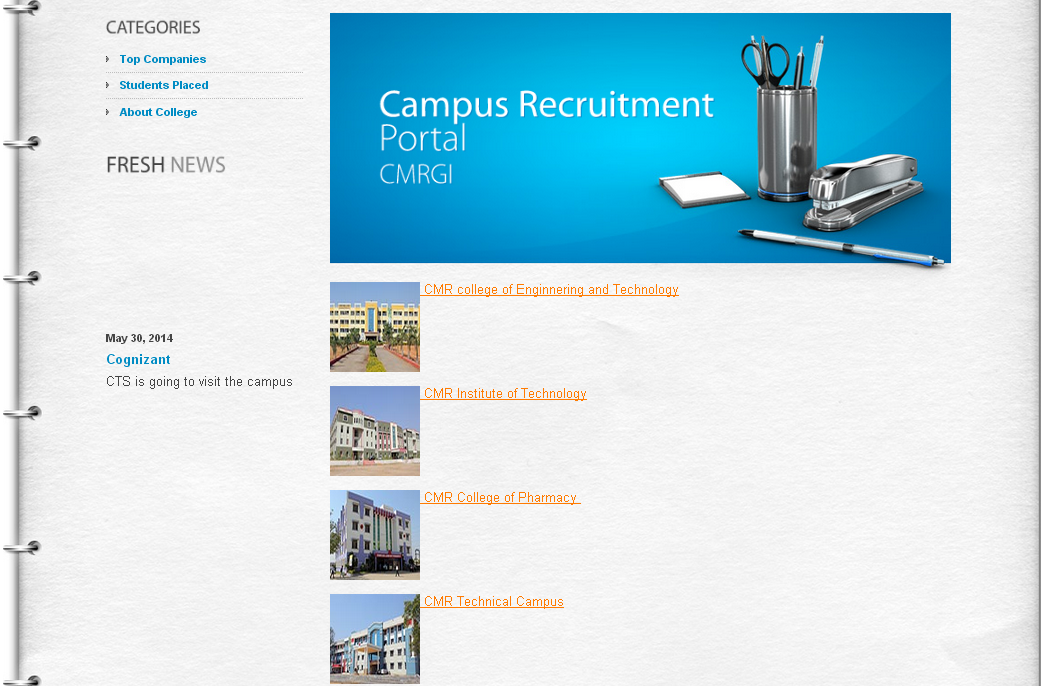 CATEGORIES
Top Companies
Students Placed
About College
FRESH NEWS
May 30, 2014
Cognizant
CTS is going to visit the campus
Campus Recruitment
Portal
CMRGI
CMR college of Enginnering and Technology
CMR Institute of Technology
CMR College of Pharmacy
CMR Technical Campus